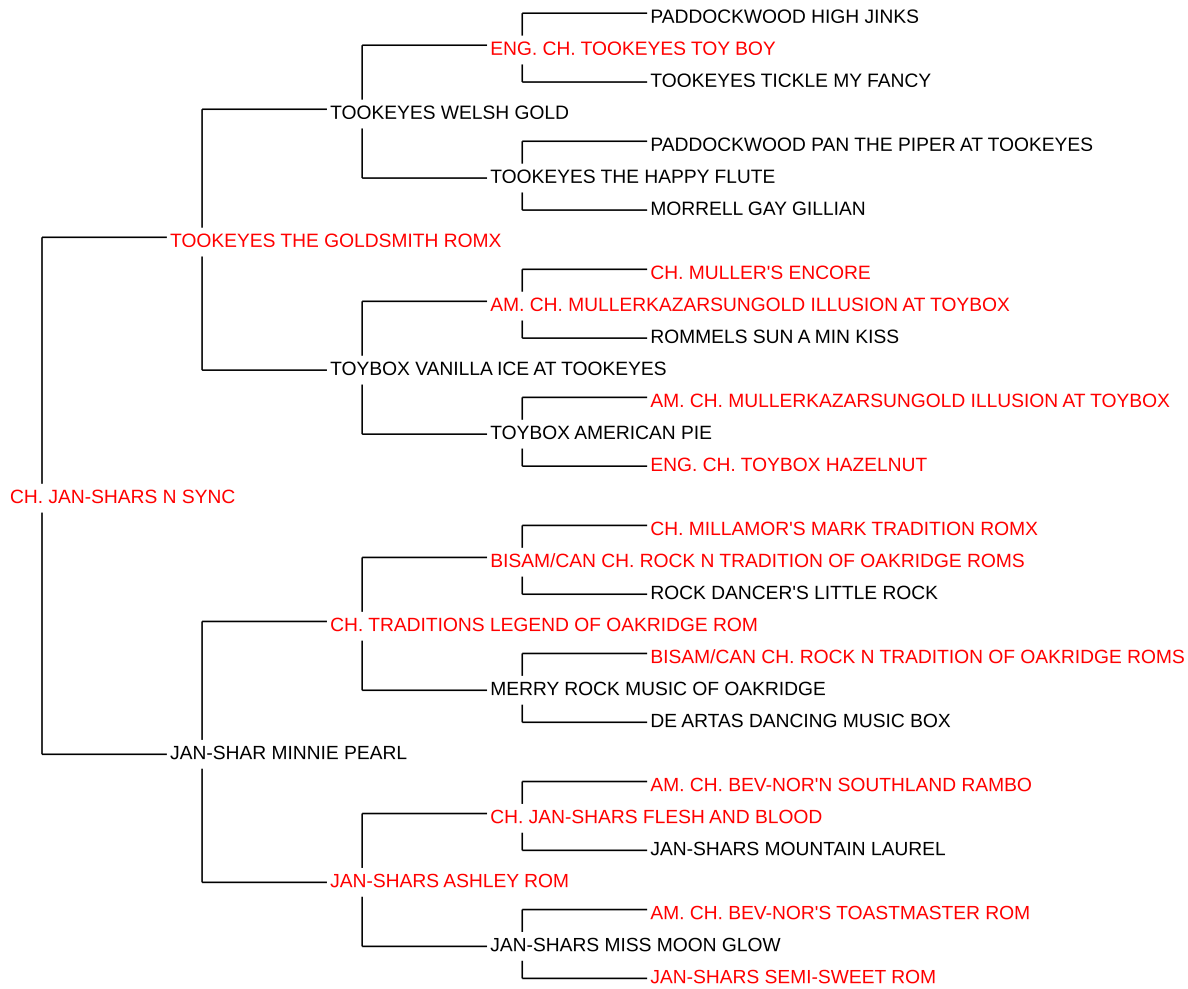 PADDOCKWOOD HIGH JINKS
ENG. CH. TOOKEYES TOY BOY
TOOKEYES TICKLE MY FANCY
TOOKEYES WELSH GOLD
PADDOCKWOOD PAN THE PIPER AT TOOKEYES
TOOKEYES THE HAPPY FLUTE
MORRELL GAY GILLIAN
TOOKEYES THE GOLDSMITH ROMX
CH. MULLER'S ENCORE
AM. CH. MULLERKAZARSUNGOLD ILLUSION AT TOYBOX
ROMMELS SUN A MIN KISS
TOYBOX VANILLA ICE AT TOOKEYES
AM. CH. MULLERKAZARSUNGOLD ILLUSION AT TOYBOX
TOYBOX AMERICAN PIE
ENG. CH. TOYBOX HAZELNUT
CH. JAN-SHARS N SYNC
CH. MILLAMOR'S MARK TRADITION ROMX
BISAM/CAN CH. ROCK N TRADITION OF OAKRIDGE ROMS
ROCK DANCER'S LITTLE ROCK
CH. TRADITIONS LEGEND OF OAKRIDGE ROM
BISAM/CAN CH. ROCK N TRADITION OF OAKRIDGE ROMS
MERRY ROCK MUSIC OF OAKRIDGE
DE ARTAS DANCING MUSIC BOX
JAN-SHAR MINNIE PEARL
AM. CH. BEV-NOR'N SOUTHLAND RAMBO
CH. JAN-SHARS FLESH AND BLOOD
JAN-SHARS MOUNTAIN LAUREL
JAN-SHARS ASHLEY ROM
AM. CH. BEV-NOR'S TOASTMASTER ROM
JAN-SHARS MISS MOON GLOW
JAN-SHARS SEMI-SWEET ROM